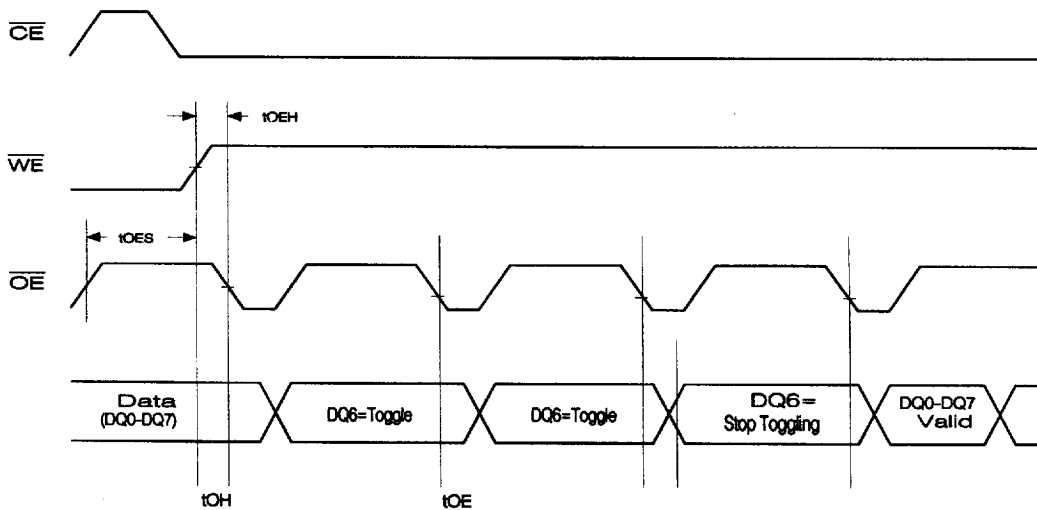 CE
tOEH
WE
tOES
OE
Data
(DQ0-DQ7)
DQ6=Toggle
DQ6=Toggle
DQ6=
Stop Toggling
DQ0-DQ7
Valid
tOH
tOE